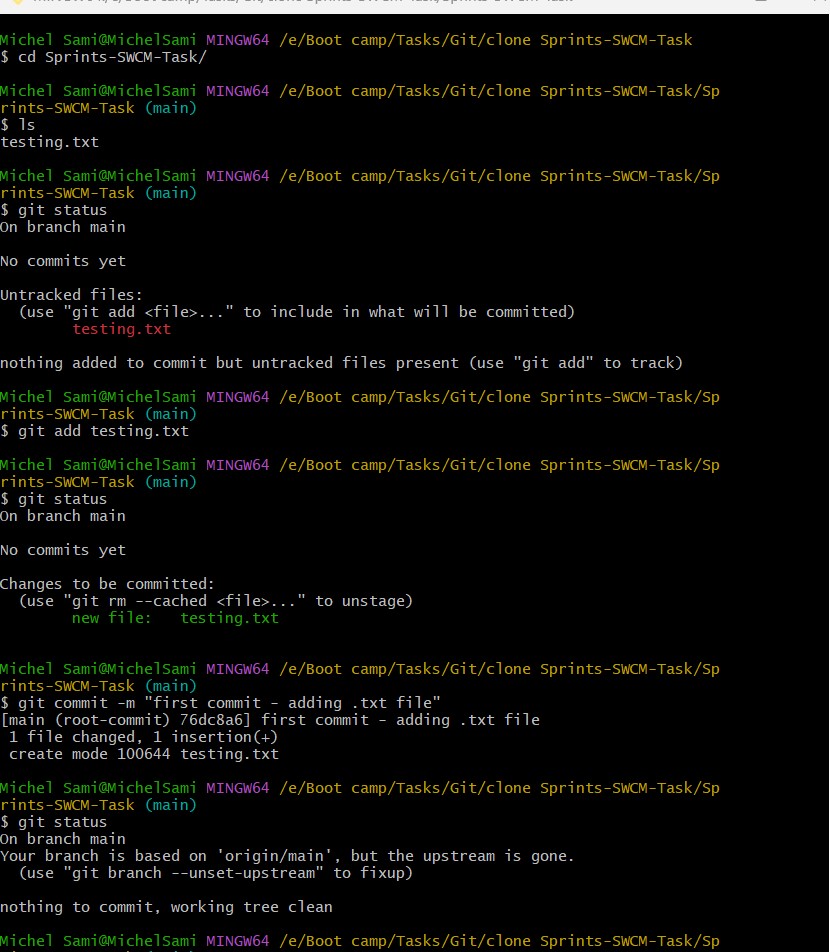 Michel Sami@MichelSami MINGW64 /e/Boot camp/Tasks/Git/clone Sprints-SWCM-Task
$ cd Sprints-SWCM-Task/
Michel Sami@MichelSami MINGW64 /e/Boot camp/Tasks/Git/clone Sprints-SWCM-Task/Sp
rints-SWCM-Task (main)
$ ls
testing.txt
Michel Sami@MichelSami MINGW64 /e/Boot camp/Tasks/Git/clone Sprints-SWCM-Task/Sp
rints-SWCM-Task (main)
$ git status
On branch main
No commits yet
Untracked files:
  (use "git add <file>..." to include in what will be committed)
        testing.txt
nothing added to commit but untracked files present (use "git add" to track)
Michel Sami@MichelSami MINGW64 /e/Boot camp/Tasks/Git/clone Sprints-SWCM-Task/Sp
rints-SWCM-Task (main)
$ git add testing.txt
Michel Sami@MichelSami MINGW64 /e/Boot camp/Tasks/Git/clone Sprints-SWCM-Task/Sp
rints-SWCM-Task (main)
$ git status
On branch main
No commits yet
Changes to be committed:
  (use "git rm --cached <file>..." to unstage)
        new file:   testing.txt
Michel Sami@MichelSami MINGW64 /e/Boot camp/Tasks/Git/clone Sprints-SWCM-Task/Sp
rints-SWCM-Task (main)
$ git commit -m "first commit - adding .txt file"
[main (root-commit) 76dc8a6] first commit - adding .txt file
 1 file changed, 1 insertion(+)
 create mode 100644 testing.txt
Michel Sami@MichelSami MINGW64 /e/Boot camp/Tasks/Git/clone Sprints-SWCM-Task/Sp
rints-SWCM-Task (main)
$ git status
On branch main
Your branch is based on 'origin/main', but the upstream is gone.
  (use "git branch --unset-upstream" to fixup)
nothing to commit, working tree clean
Michel Sami@MichelSami MINGW64 /e/Boot camp/Tasks/Git/clone Sprints-SWCM-Task/Sp